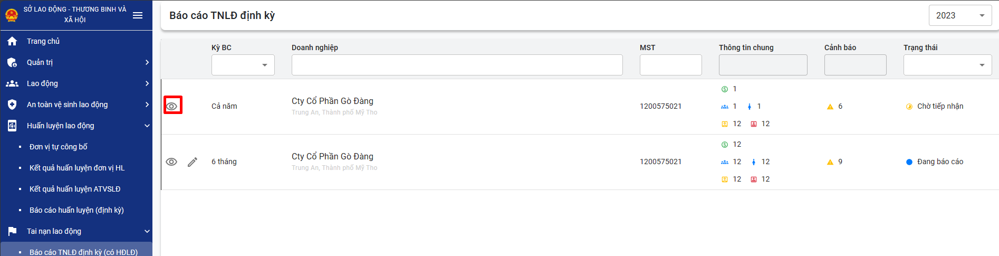 SỞ LAO ĐỘNG - THƯƠNG BINH VÀ
XÃ HỘI
Trang chủ
Quản trị
Lao động
An toàn vệ sinh lao động
Huấn luyện lao động
Đơn vị tự công bố
Kết quả huấn luyện đơn vị HL
Kết quả huấn luyện ATVSLĐ
Báo cáo huấn luyện (định kỳ)
Tai nạn lao động
Báo cáo TNLĐ định kỳ (có HĐLĐ)
Báo cáo TNLĐ định kỳ
2023
Kỳ BC Doanh nghiệp MST Thông tin chung Cảnh báo Trạng thái
1
Cả năm Cty Cổ Phần Gò Đàng 1200575021 1 1 6 Chờ tiếp nhận
Trung An, Thành phố Mỹ Tho
12 12
12
6 tháng Cty Cổ Phần Gò Đàng 1200575021 12 12 9 Đang báo cáo
Trung An, Thành phố Mỹ Tho
12 12